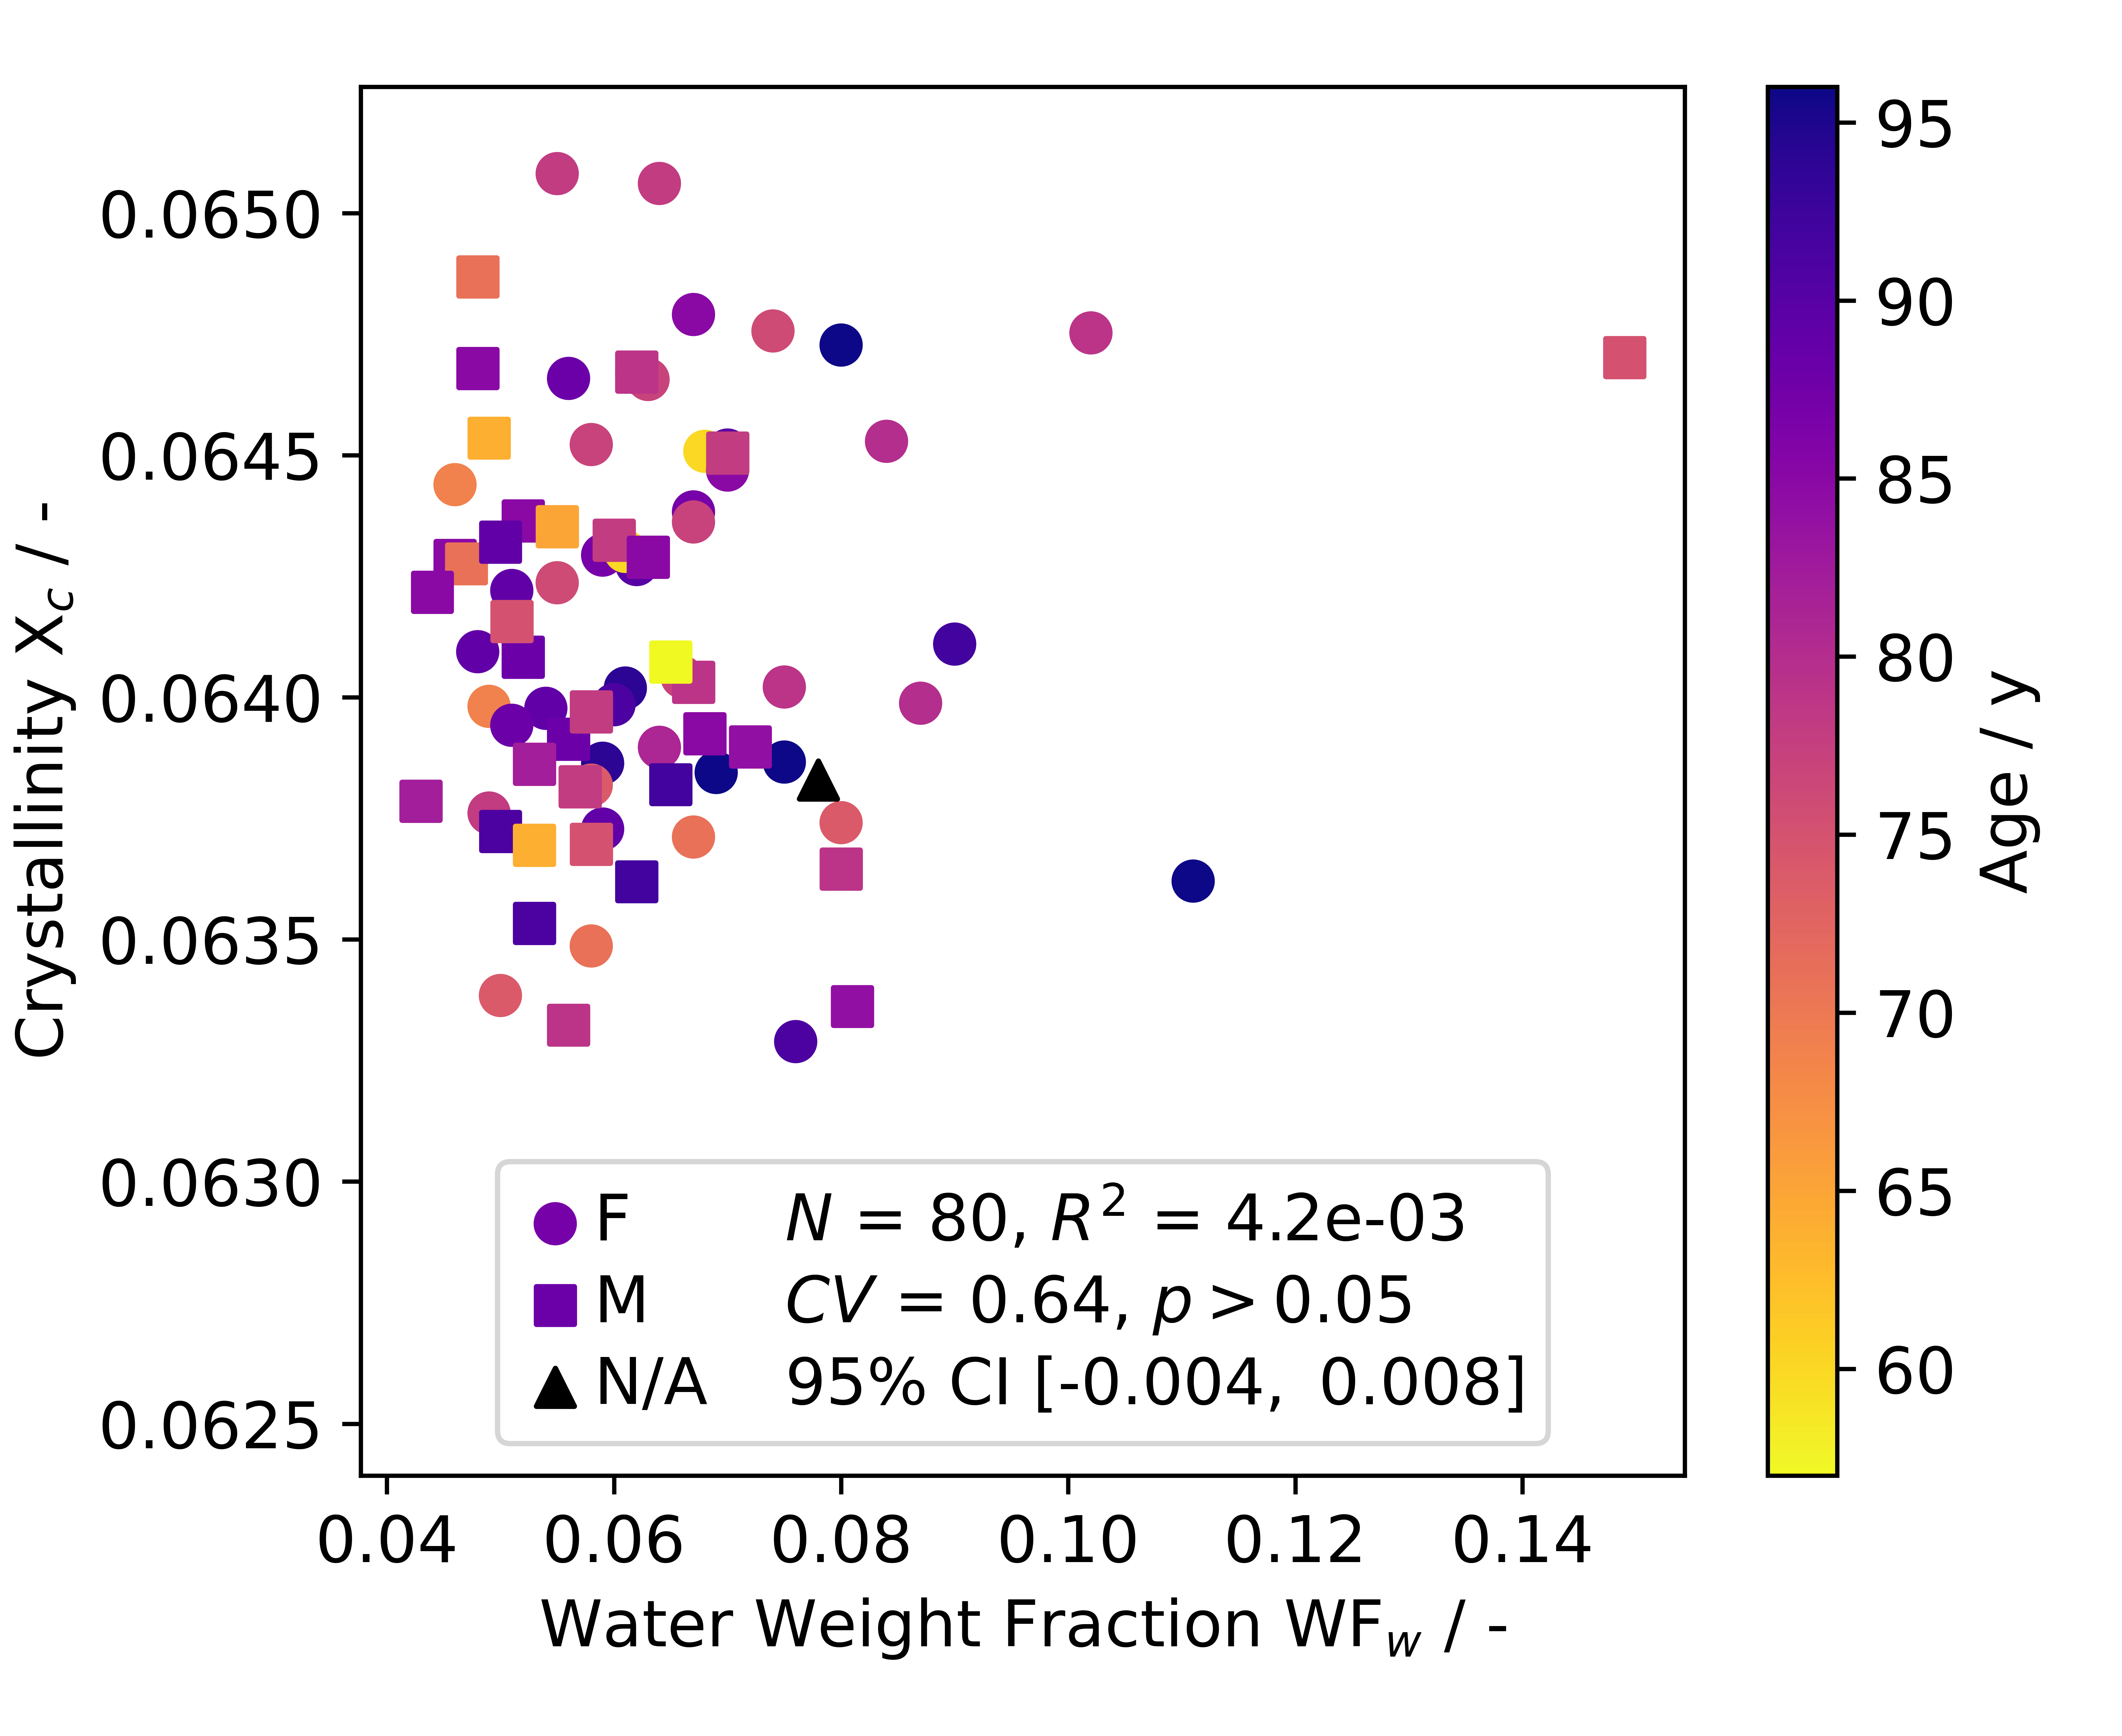 Crystallinity X_c / -
0.0650
0.0645
0.0640
0.0635
0.0630
0.0625
F N = 80, R² = 4.2e-03
M CV = 0.64, p > 0.05
N/A 95% CI [-0.004, 0.008]
0.04 0.06 0.08 0.10 0.12 0.14
Water Weight Fraction WF_w / -
95
90
85
80
75
70
65
60
Age / y